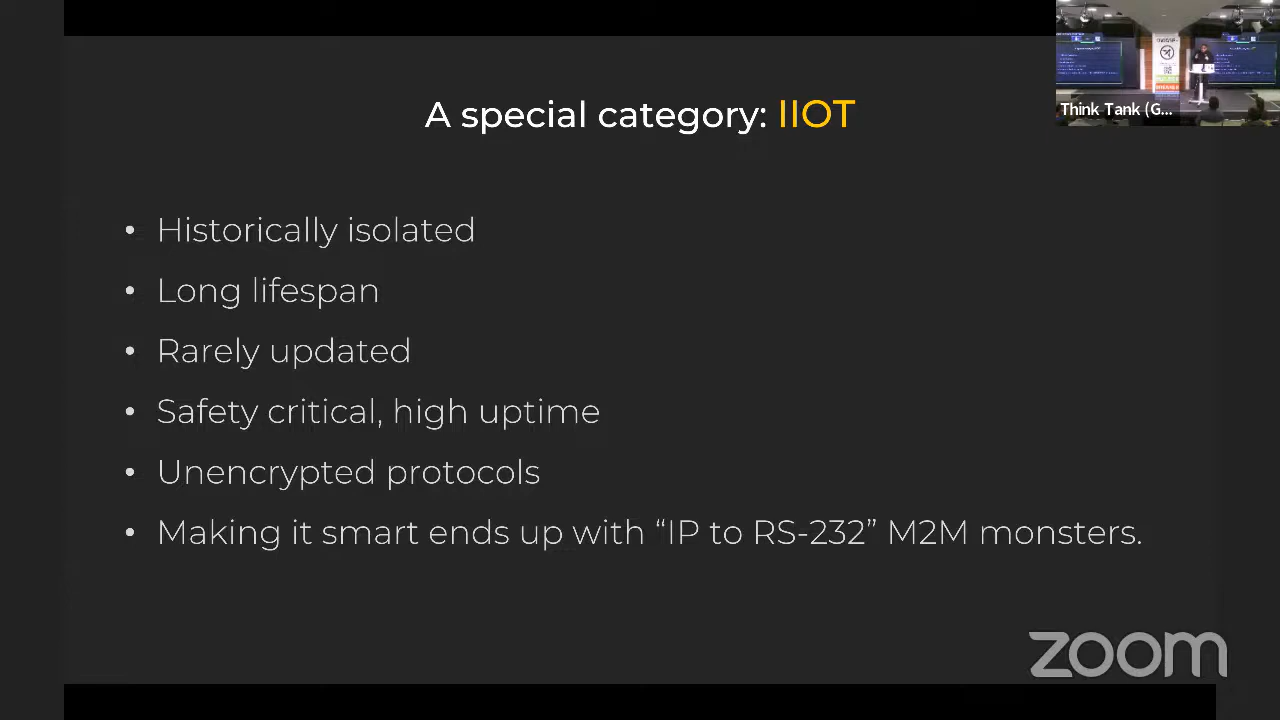 A special category: IIOT
Think Tank (G...
• Historically isolated
• Long lifespan
• Rarely updated
• Safety critical, high uptime
• Unencrypted protocols
• Making it smart ends up with “IP to RS-232” M2M monsters.
zoom